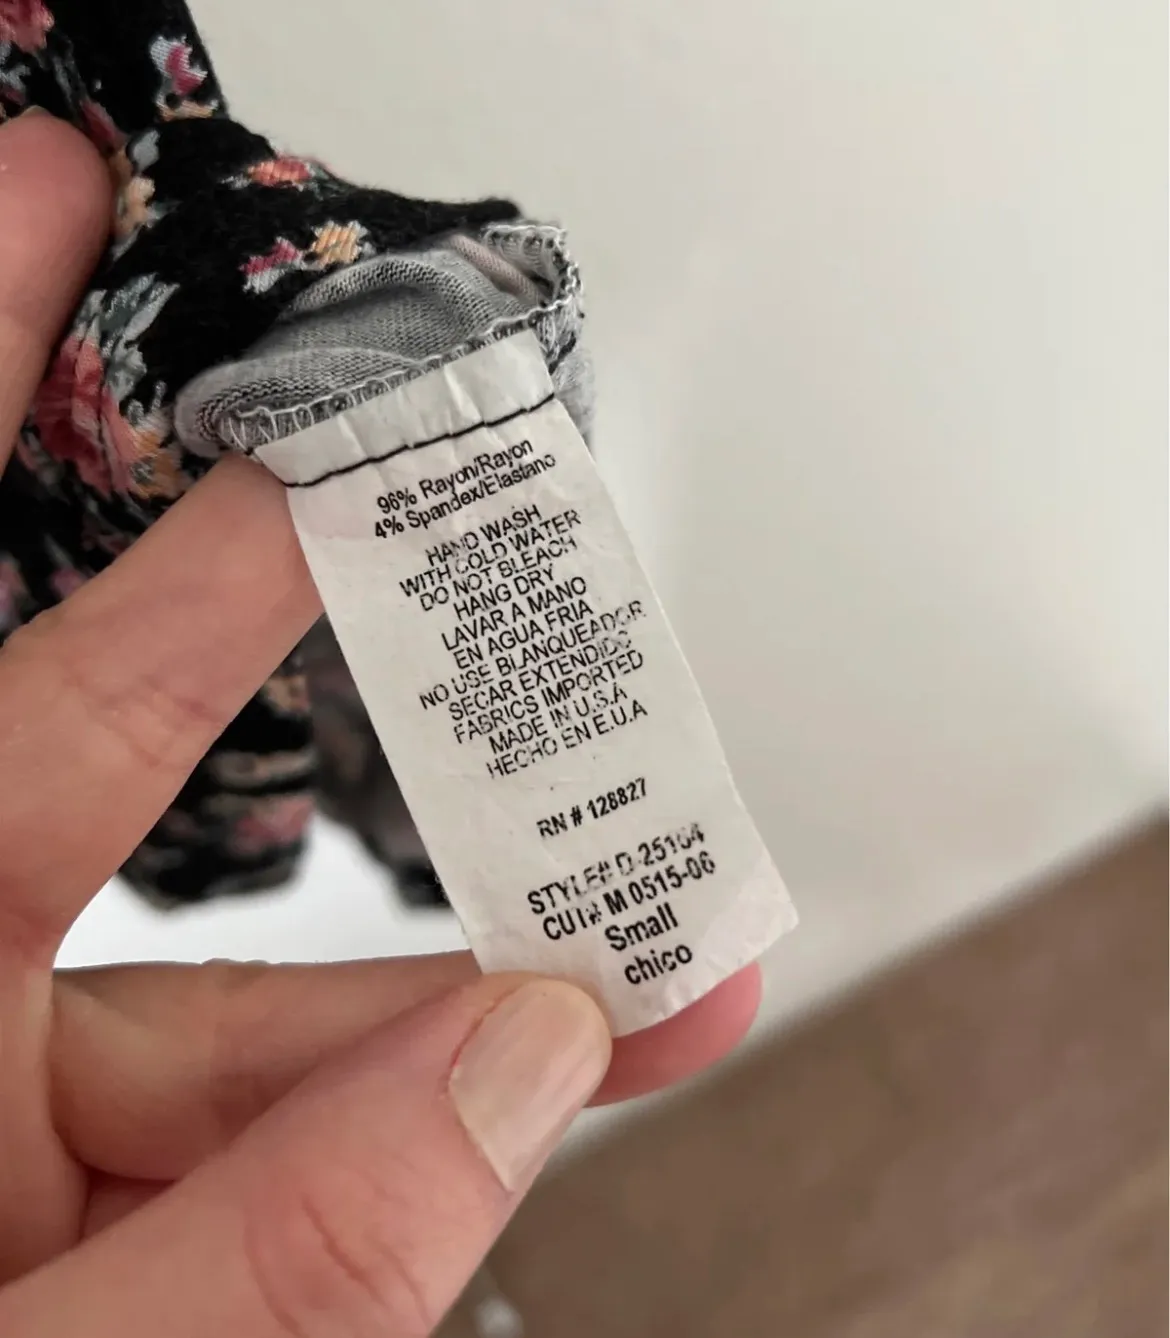 96% Rayon/Rayon
4% Spandex/Elastano
HAND WASH
WITH COLD WATER
DO NOT BLEACH
HANG DRY
LAVAR A MANO
EN AGUA FRIA
NO USE BLANQUEADOR
SECAR EXTENDIDO
FABRICS IMPORTED
MADE IN U.S.A
HECHO EN E.U.A
RN # 128827
STYLE# D-25164
CUT# M 0515-06
Small
chico